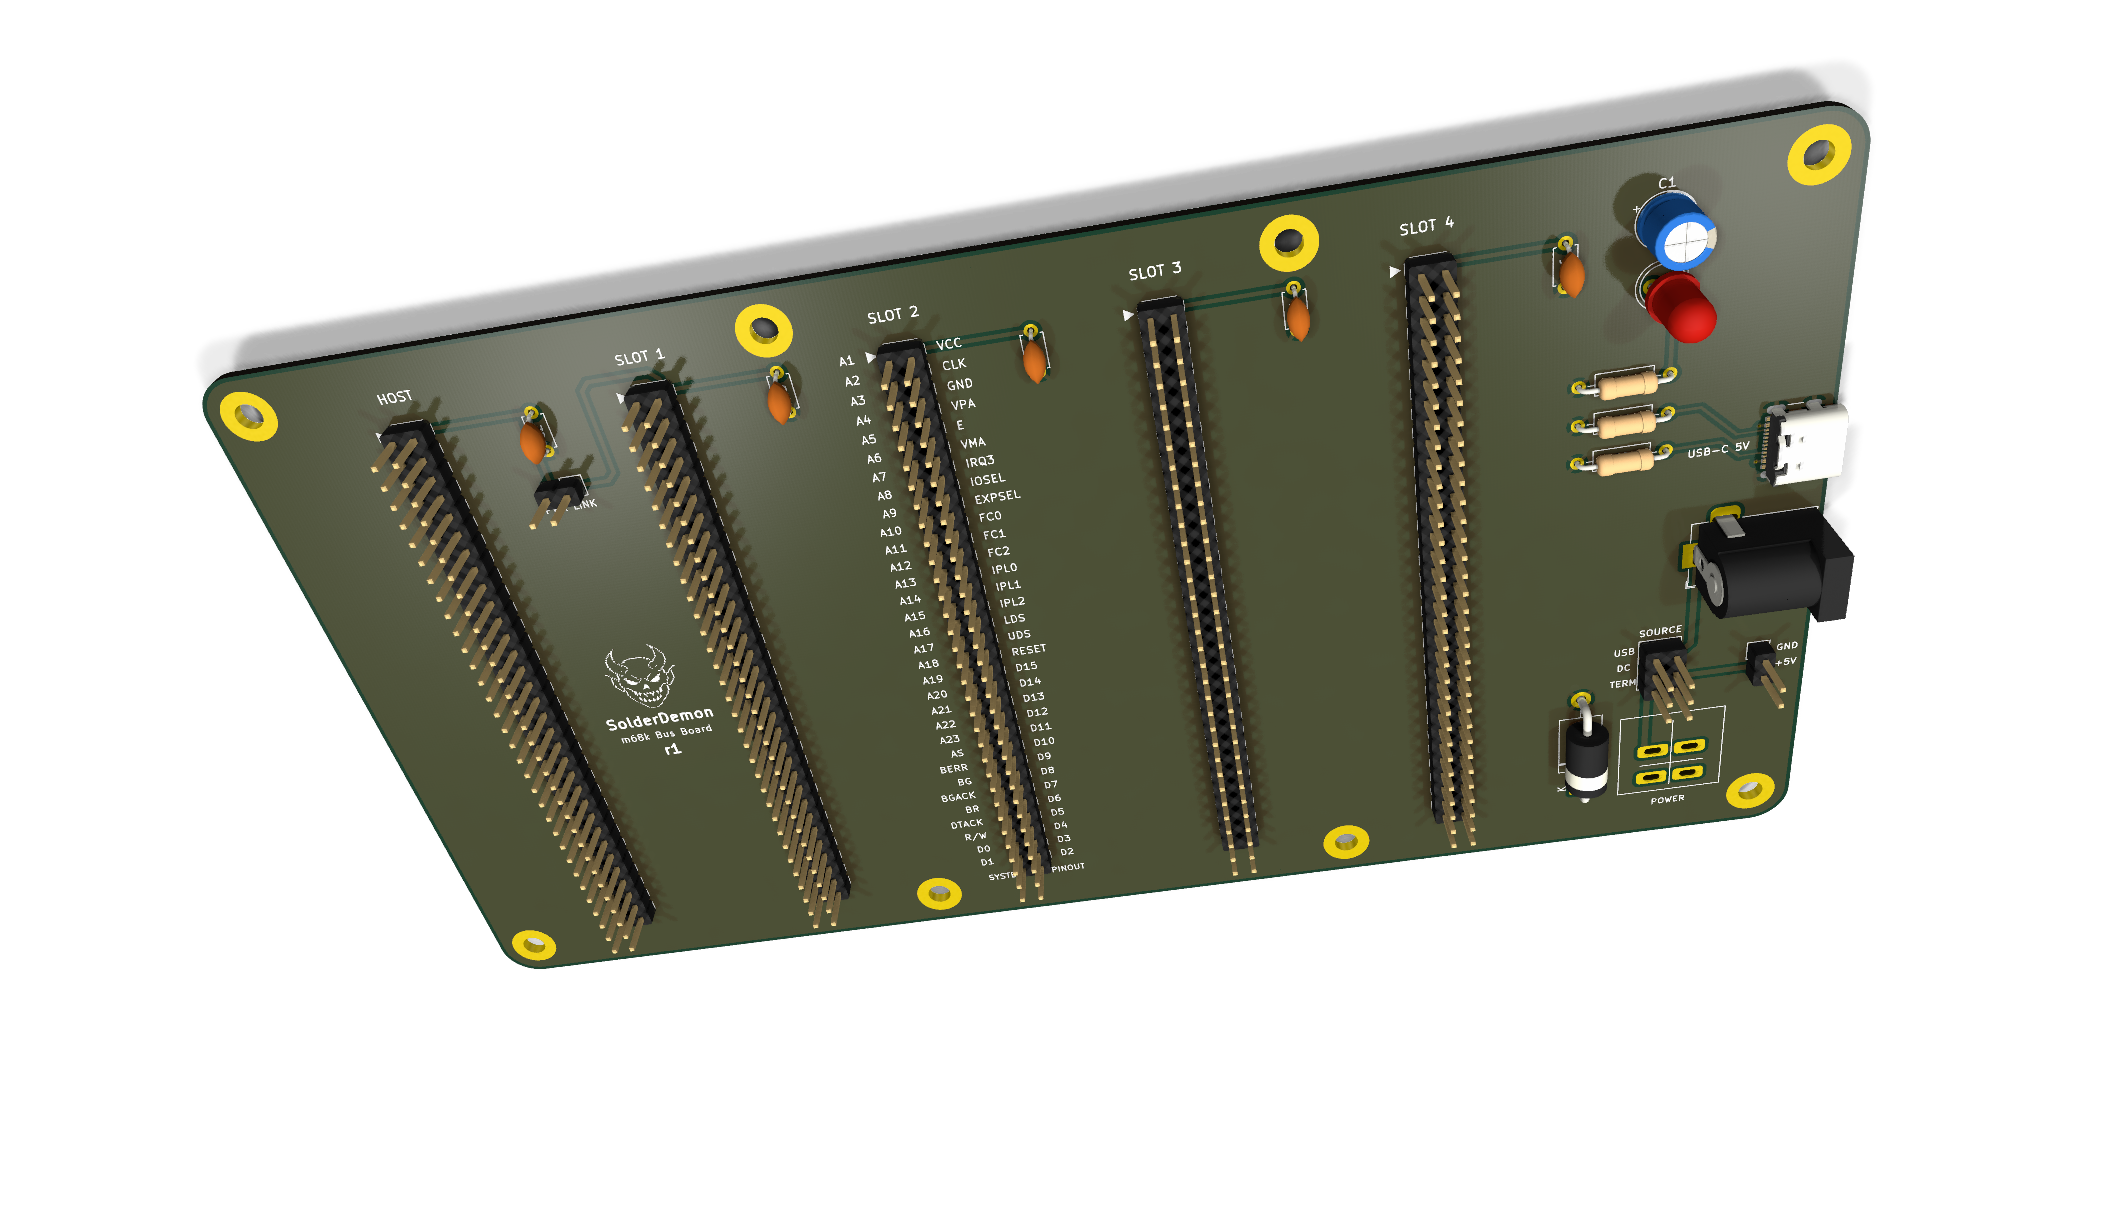 C1
SLOT 4
SLOT 3
SLOT 2
SLOT 1
HOST
LINK
A1
A2
A3
A4
A5
A6
A7
A8
A9
A10
A11
A12
A13
A14
A15
A16
A17
A18
A19
A20
A21
A22
A23
AS
BERR
BG
BGACK
BR
DTACK
R/W
D0
D1
VCC
CLK
GND
VPA
E
VMA
IRQ3
IOSEL
EXPSEL
FC0
FC1
FC2
IPL0
IPL1
IPL2
LDS
UDS
RESET
D15
D14
D13
D12
D11
D10
D9
D8
D7
D6
D5
D4
D3
D2
PINOUT
SolderDemon
m68k Bus Board
r1
USB-C 5V
SOURCE
USB
DC
TERM
GND
+5V
K
POWER